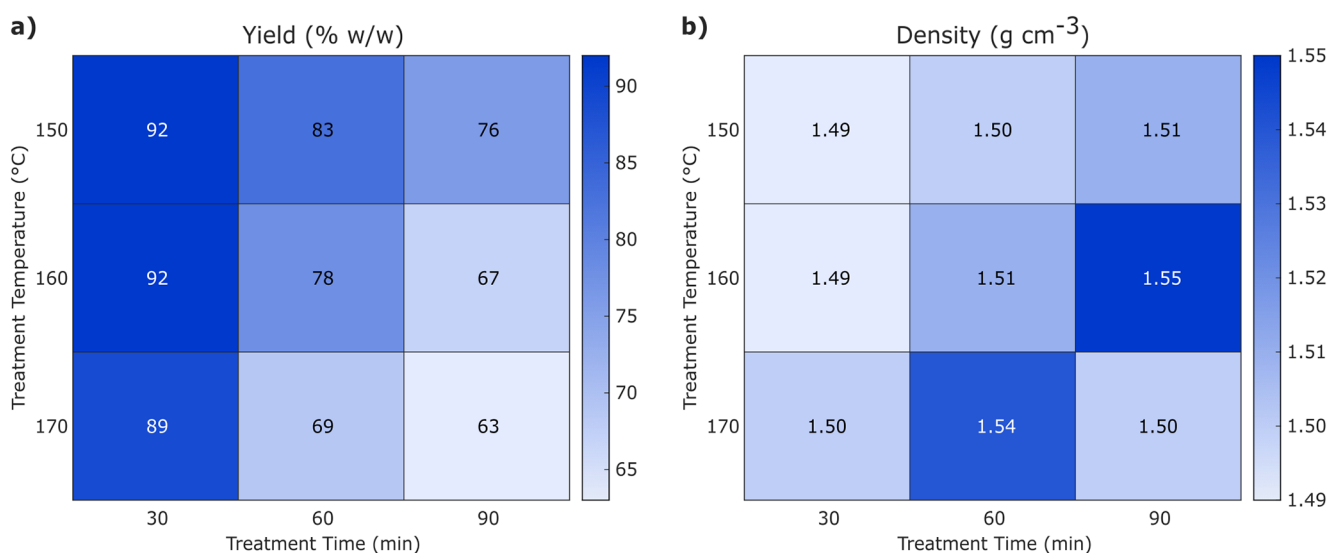 a)
Yield (% w/w)
Treatment Temperature (°C)
150
160
170
92 83 76
92 78 67
89 69 63
30 60 90
Treatment Time (min)
90
85
80
75
70
65
b)
Density (g cm-3)
Treatment Temperature (°C)
150
160
170
1.49 1.50 1.51
1.49 1.51 1.55
1.50 1.54 1.50
30 60 90
Treatment Time (min)
1.55
1.54
1.53
1.52
1.51
1.50
1.49